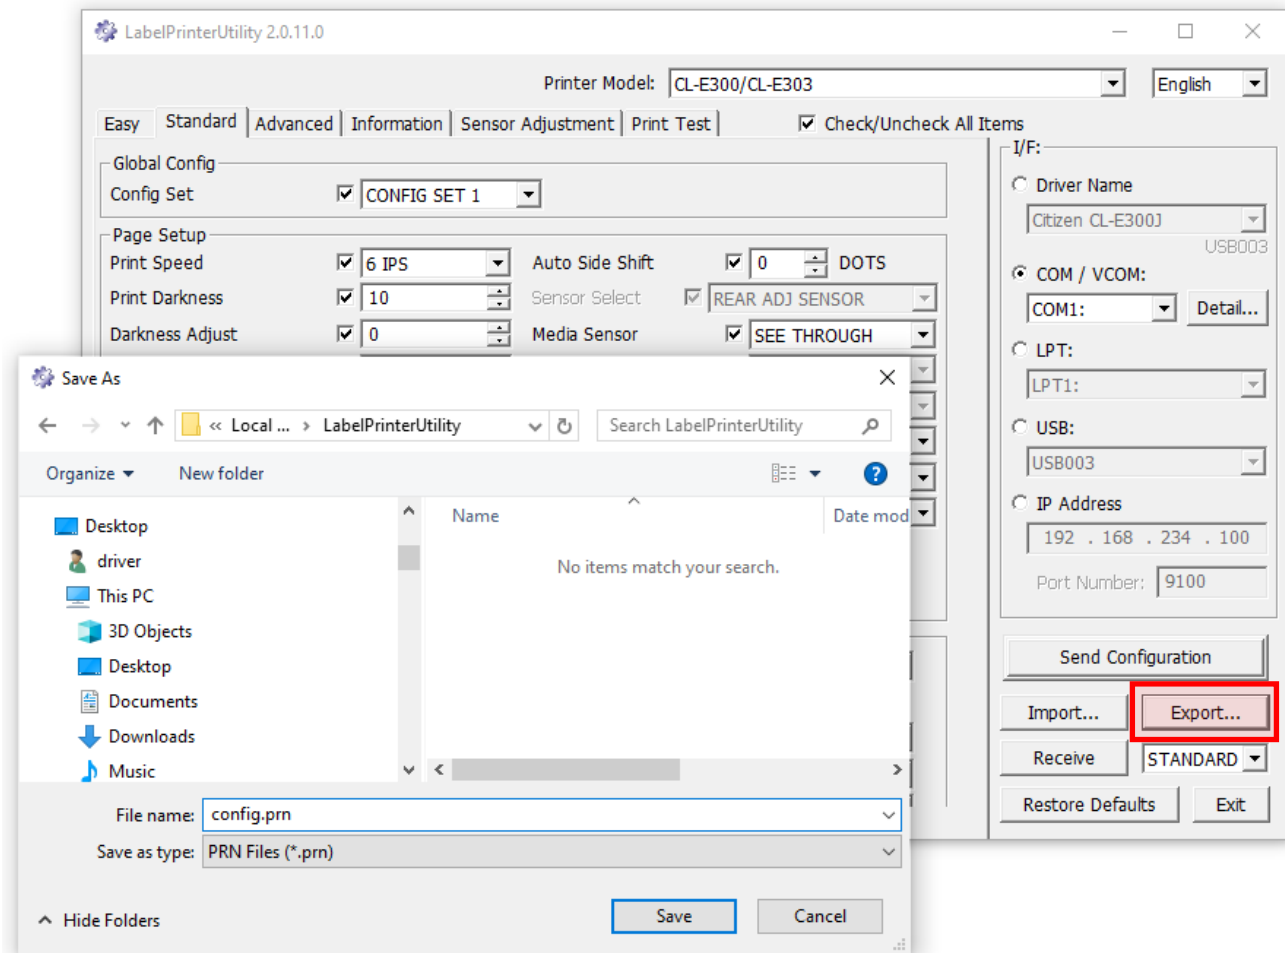 LabelPrinterUtility 2.0.11.0
Printer Model: CL-E300/CL-E303 English
Easy Standard Advanced Information Sensor Adjustment Print Test Check/Uncheck All Items
Global Config
Config Set CONFIG SET 1
Page Setup
Print Speed 6 IPS Auto Side Shift 0 DOTS
Print Darkness 10 Sensor Select REAR ADJ SENSOR
Darkness Adjust 0 Media Sensor SEE THROUGH
I/F:
Driver Name
Citizen CL-E300J
USB003
COM / VCOM:
COM1: Detail...
LPT:
LPT1:
USB:
USB003
IP Address
192 . 168 . 234 . 100
Port Number: 9100
Send Configuration
Import... Export...
Receive STANDARD
Restore Defaults Exit
Save As
« Local ... › LabelPrinterUtility Search LabelPrinterUtility
Organize New folder ?
Name Date mod
No items match your search.
Desktop
driver
This PC
3D Objects
Desktop
Documents
Downloads
Music
File name: config.prn
Save as type: PRN Files (*.prn)
Hide Folders Save Cancel